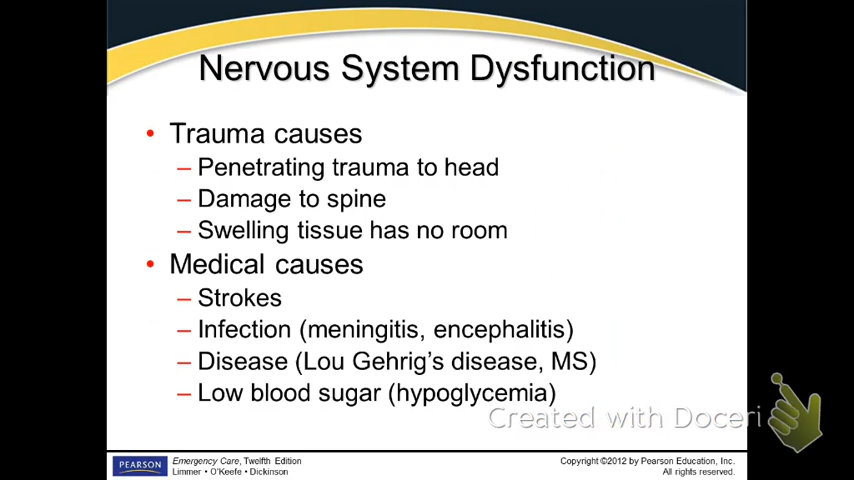 Nervous System Dysfunction
• Trauma causes
– Penetrating trauma to head
– Damage to spine
– Swelling tissue has no room
• Medical causes
– Strokes
– Infection (meningitis, encephalitis)
– Disease (Lou Gehrig's disease, MS)
– Low blood sugar (hypoglycemia)
Created with Doceri
PEARSON
Emergency Care, Twelfth Edition
Limmer • O'Keefe • Dickinson
Copyright ©2012 by Pearson Education, Inc.
All rights reserved.